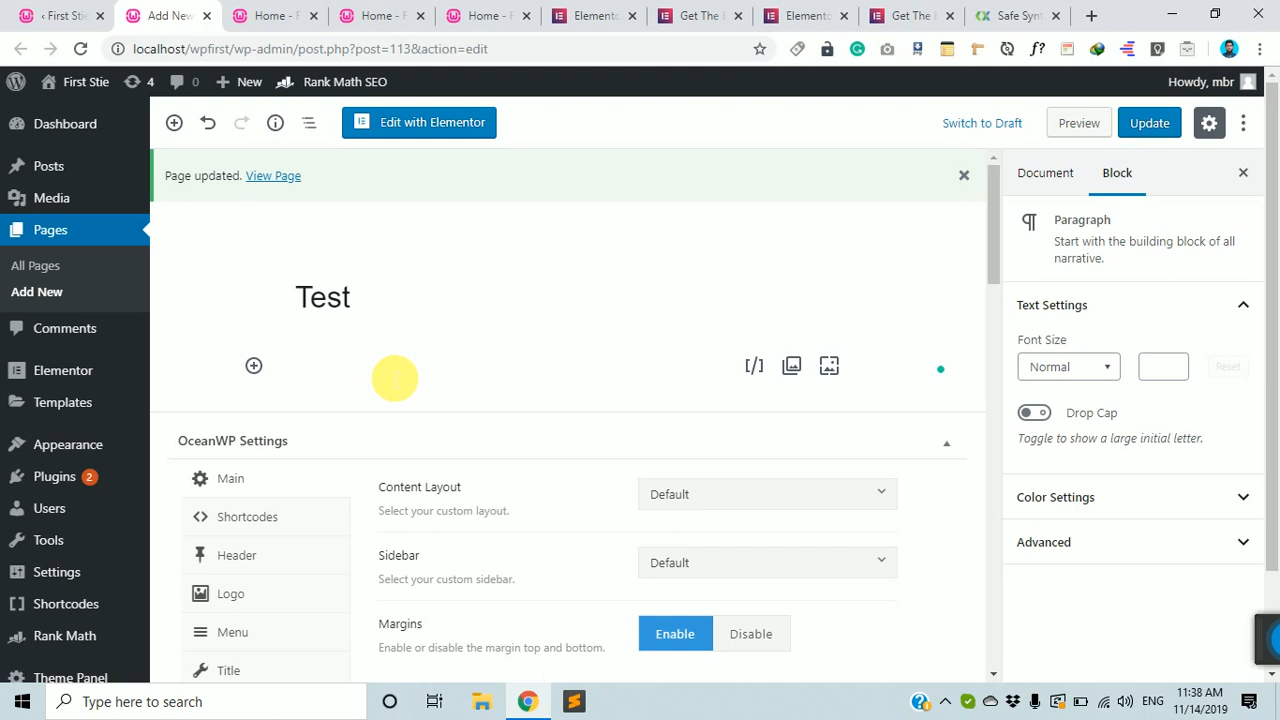 ‹ First Sti
Add New
Home - F
Home - F
Home - F
Elemento
Get The E
Elemento
Get The E
Safe Synt
localhost/wpfirst/wp-admin/post.php?post=113&action=edit
First Stie
4
0
New
Rank Math SEO
Howdy, mbr
Dashboard
Posts
Media
Pages
All Pages
Add New
Comments
Elementor
Templates
Appearance
Plugins 2
Users
Tools
Settings
Shortcodes
Rank Math
Theme Panel
Edit with Elementor
Switch to Draft
Preview
Update
Page updated. View Page
Test
OceanWP Settings
Main
Shortcodes
Header
Logo
Menu
Title
Content Layout
Select your custom layout.
Default
Sidebar
Select your custom sidebar.
Default
Margins
Enable or disable the margin top and bottom.
Enable
Disable
Document
Block
Paragraph
Start with the building block of all
narrative.
Text Settings
Font Size
Normal
Reset
Drop Cap
Toggle to show a large initial letter.
Color Settings
Advanced
Type here to search
ENG
11:38 AM
11/14/2019